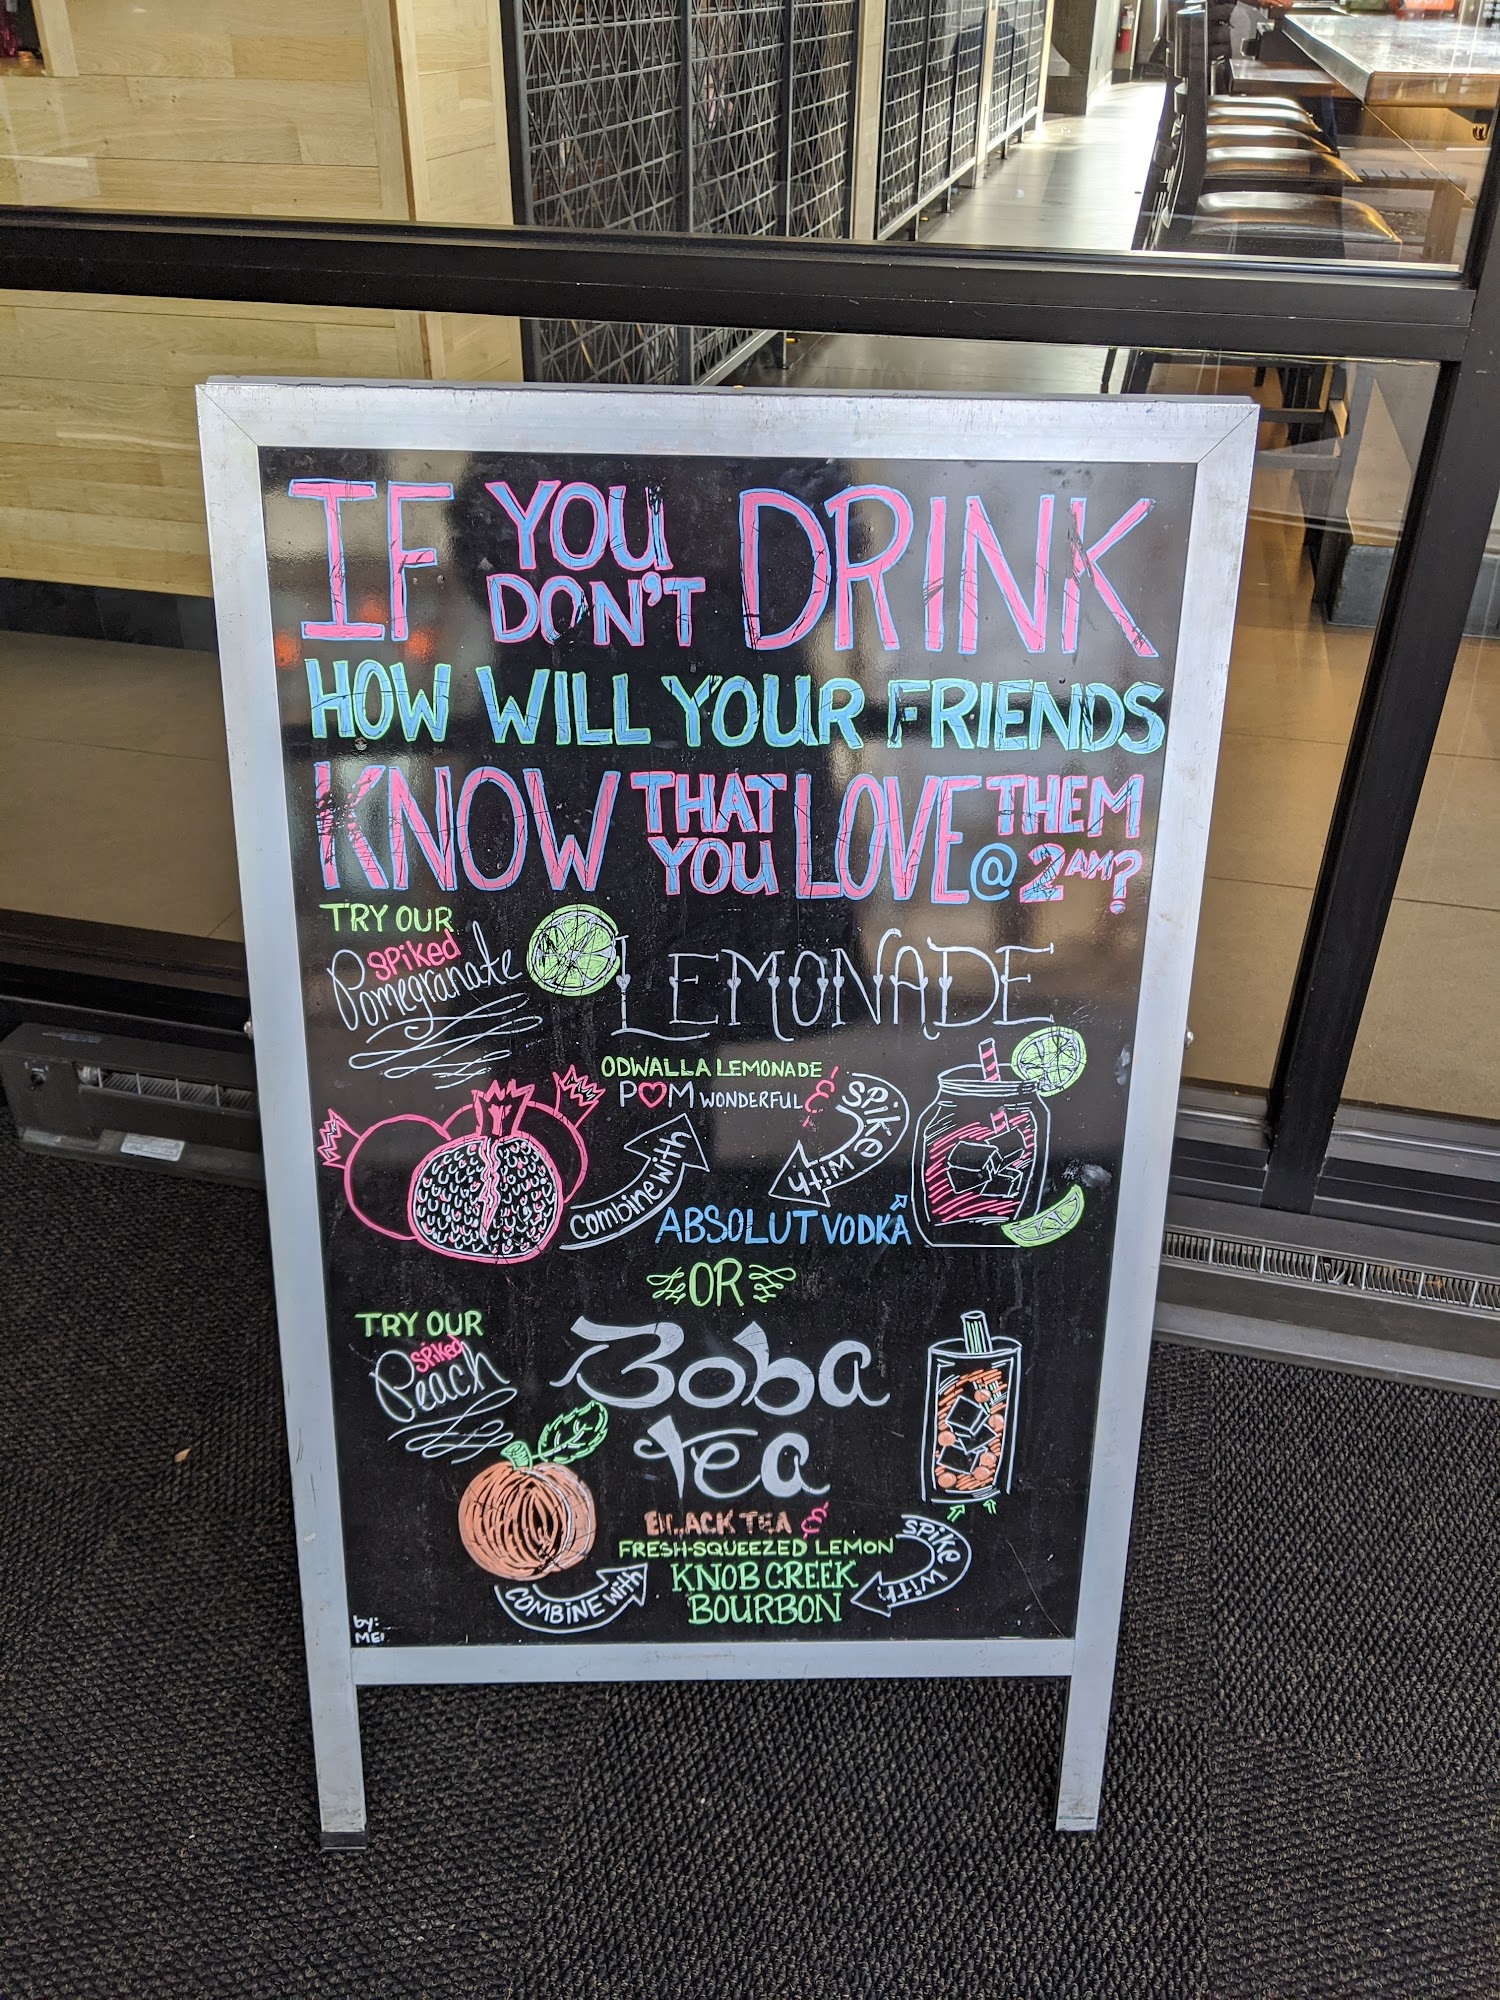 IF YOU DON'T DRINK
HOW WILL YOUR FRIENDS
KNOW THAT YOU LOVE THEM @ 2AM?
TRY OUR
SPiKed
Pomegranate
LEMONADE
ODWALLA LEMONADE &
POM WONDERFUL
combine with
Spike with
ABSOLUT VODKA
OR
TRY OUR
SPiKed
Peach
Boba
Tea
BLACK TEA &
FRESH-SQUEEZED LEMON
COMBiNE with
KNOB CREEK
BOURBON
SPiKE with:
by:
MEI